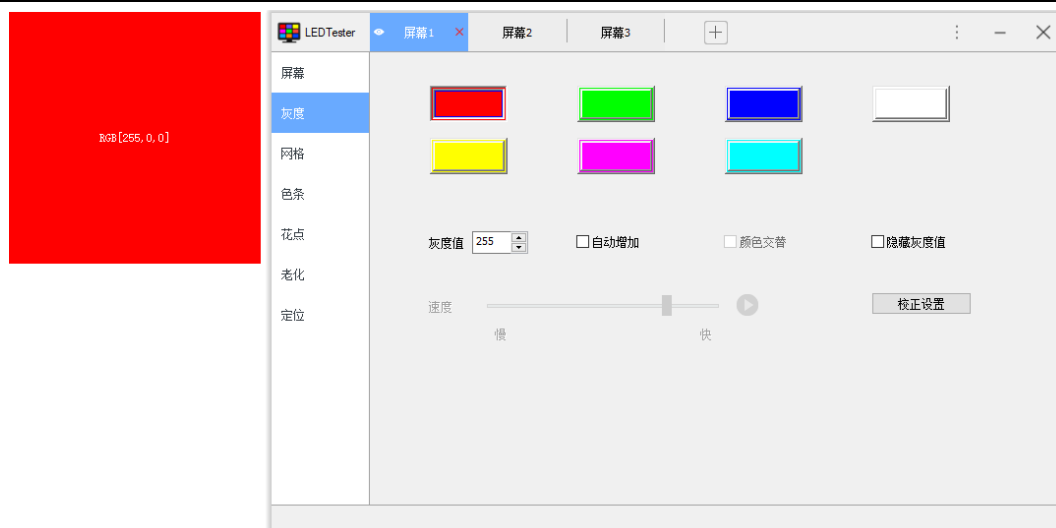 LEDTester 屏幕1 屏幕2 屏幕3
屏幕
灰度
RGB[255,0,0]
网格
色条
花点
老化
定位
灰度值 255 自动增加 颜色交替 隐藏灰度值
速度 校正设置
慢 快